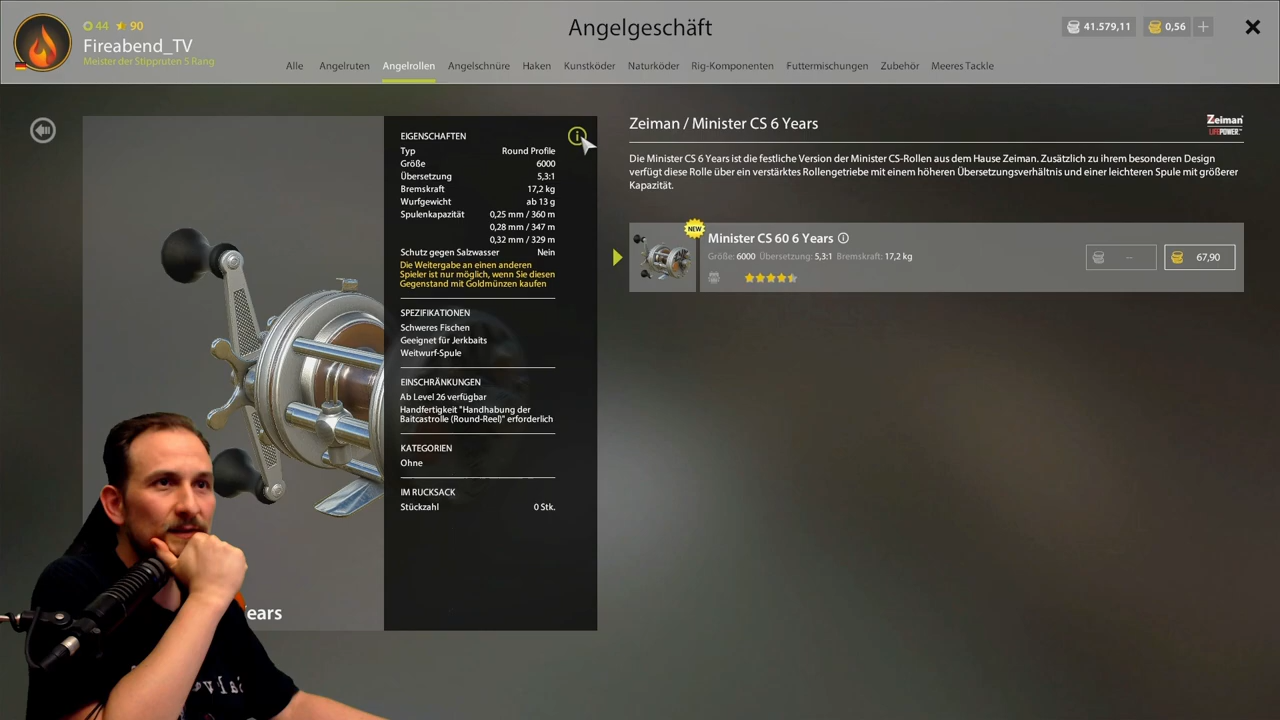 44 90
Fireabend_TV
Meister der Stippruten 5 Rang
Angelgeschäft
41.579,11 0,56
Alle Angelruten Angelrollen Angelschnüre Haken Kunstköder Naturköder Rig-Komponenten Futtermischungen Zubehör Meeres Tackle
EIGENSCHAFTEN
Typ Round Profile
Größe 6000
Übersetzung 5,3:1
Bremskraft 17,2 kg
Wurfgewicht ab 13 g
Spulenkapazität 0,25 mm / 360 m
0,28 mm / 347 m
0,32 mm / 329 m
Schutz gegen Salzwasser Nein
Die Weitergabe an einen anderen
Spieler ist nur möglich, wenn Sie diesen
Gegenstand mit Goldmünzen kaufen
SPEZIFIKATIONEN
Schweres Fischen
Geeignet für Jerkbaits
Weitwurf-Spule
EINSCHRÄNKUNGEN
Ab Level 26 verfügbar
Handfertigkeit "Handhabung der
Baitcastrolle (Round-Reel)" erforderlich
KATEGORIEN
Ohne
IM RUCKSACK
Stückzahl 0 Stk.
ears
Zeiman / Minister CS 6 Years
Zeiman
LIFEPOWER
Die Minister CS 6 Years ist die festliche Version der Minister CS-Rollen aus dem Hause Zeiman. Zusätzlich zu ihrem besonderen Design
verfügt diese Rolle über ein verstärktes Rollengetriebe mit einem höheren Übersetzungsverhältnis und einer leichteren Spule mit größerer
Kapazität.
NEW
Minister CS 60 6 Years
Größe: 6000 Übersetzung: 5,3:1 Bremskraft: 17,2 kg
-- 67,90